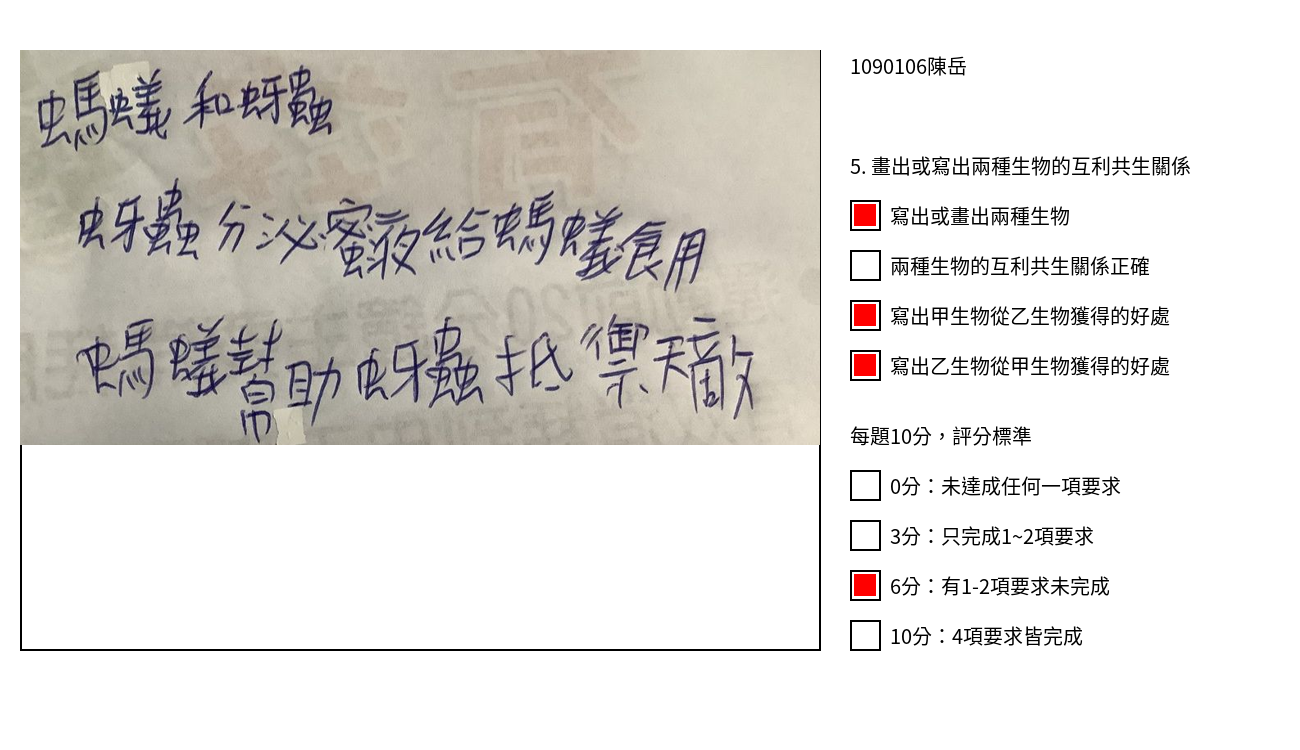 螞蟻和蚜蟲
蚜蟲分泌蜜液給螞蟻食用
螞蟻幫助蚜蟲抵禦天敵
1090106陳岳
5. 畫出或寫出兩種生物的互利共生關係
寫出或畫出兩種生物
兩種生物的互利共生關係正確
寫出甲生物從乙生物獲得的好處
寫出乙生物從甲生物獲得的好處
每題10分，評分標準
0分：未達成任何一項要求
3分：只完成1~2項要求
6分：有1-2項要求未完成
10分：4項要求皆完成